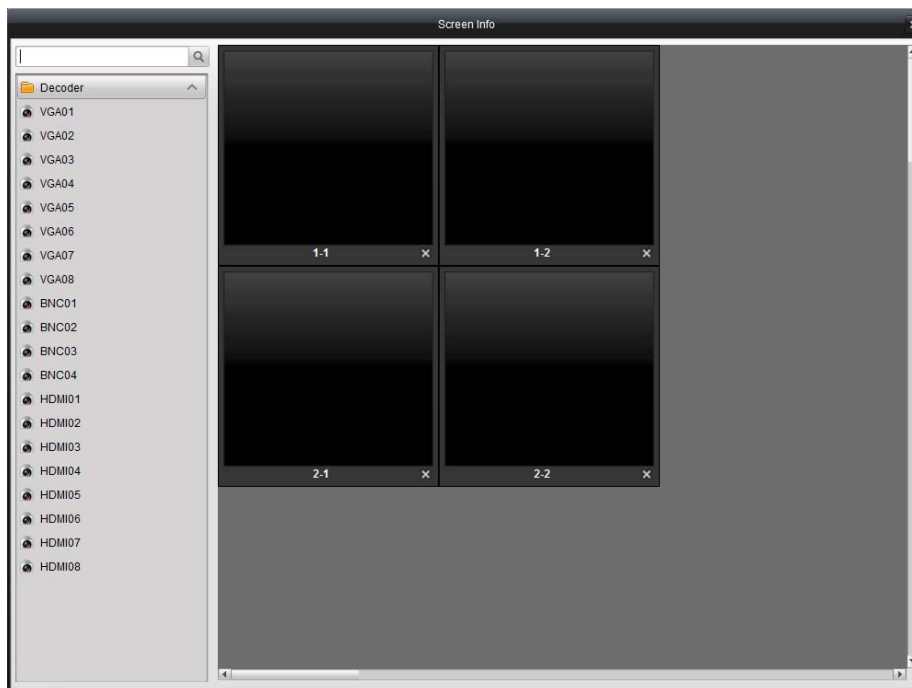 Screen Info
Decoder
VGA01
VGA02
VGA03
VGA04
VGA05
VGA06
VGA07
VGA08
BNC01
BNC02
BNC03
BNC04
HDMI01
HDMI02
HDMI03
HDMI04
HDMI05
HDMI06
HDMI07
HDMI08
1-1
1-2
2-1
2-2